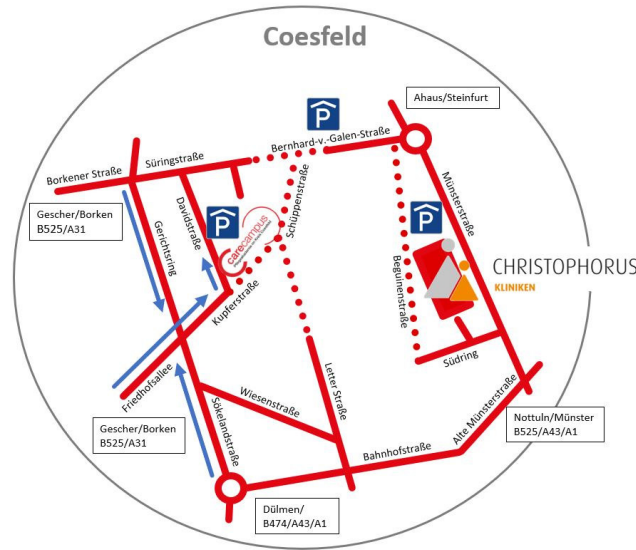 Coesfeld
Ahaus/Steinfurt
P
Bernhard-v.-Galen-Straße
Borkener Straße
Süringstraße
Gescher/Borken
B525/A31
Gerichtsring
Davidstraße
P
carecampus
Schüppenstraße
Kupferstraße
Beguinenstraße
P
Münsterstraße
CHRISTOPHORUS
KLINIKEN
Südring
Friedhofsallee
Gescher/Borken
B525/A31
Sökelandstraße
Wiesenstraße
Letter Straße
Bahnhofstraße
Alte Münsterstraße
Nottuln/Münster
B525/A43/A1
Dülmen/
B474/A43/A1